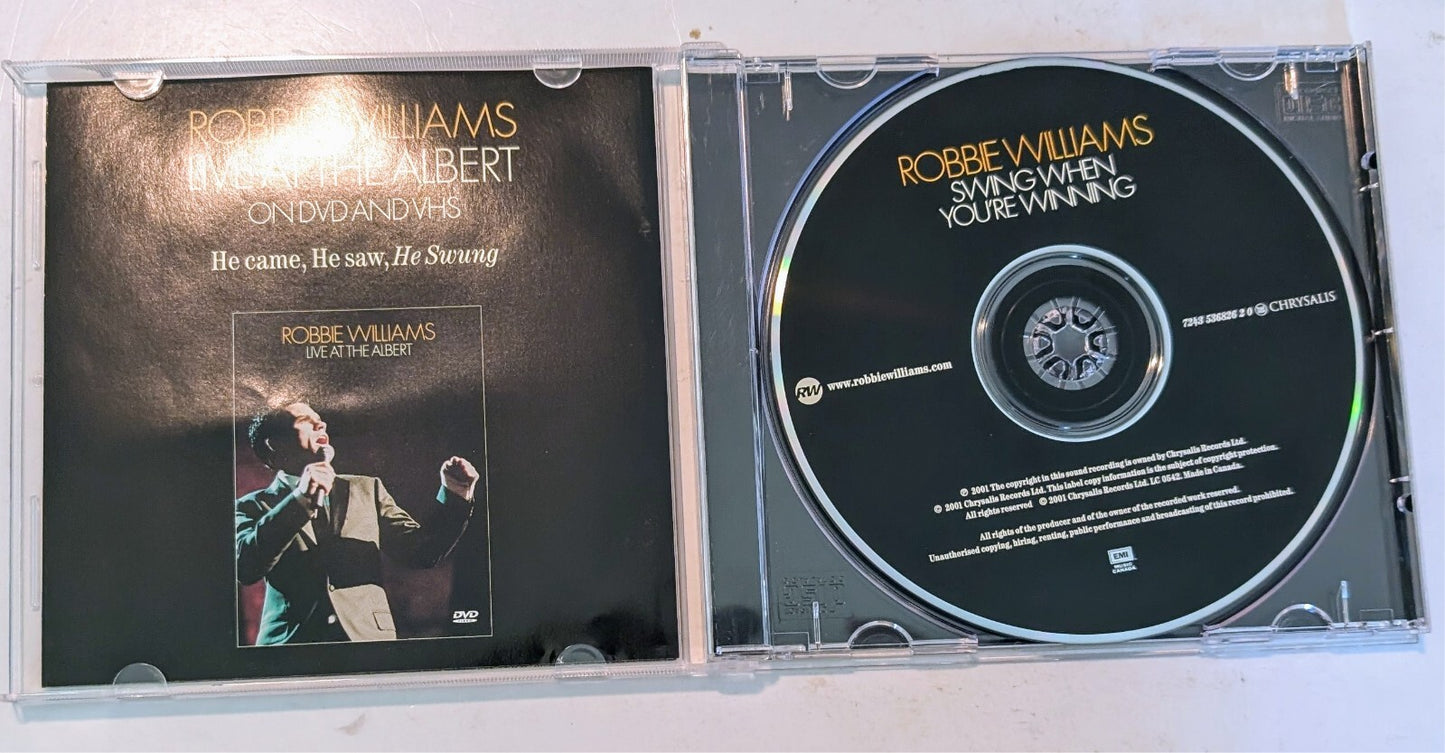 ROBBIE WILLIAMS
LIVE AT THE ALBERT
ON DVD AND VHS
He came, He saw, He Swung
ROBBIE WILLIAMS
LIVE AT THE ALBERT
DVD
VIDEO
ROBBIE WILLIAMS
SWING WHEN
YOU'RE WINNING
7243 536826 2 0 CHRYSALIS
RW www.robbiewilliams.com
℗ 2001 The copyright in this sound recording is owned by Chrysalis Records Ltd.
© 2001 Chrysalis Records Ltd. This label copy information is the subject of copyright protection.
All rights reserved © 2001 Chrysalis Records Ltd. LC 0542. Made in Canada.
All rights of the producer and of the owner of the recorded work reserved.
Unauthorised copying, hiring, renting, public performance and broadcasting of this record prohibited.
EMI
MUSIC
CANADA
COMPACT
DISC
DIGITAL AUDIO